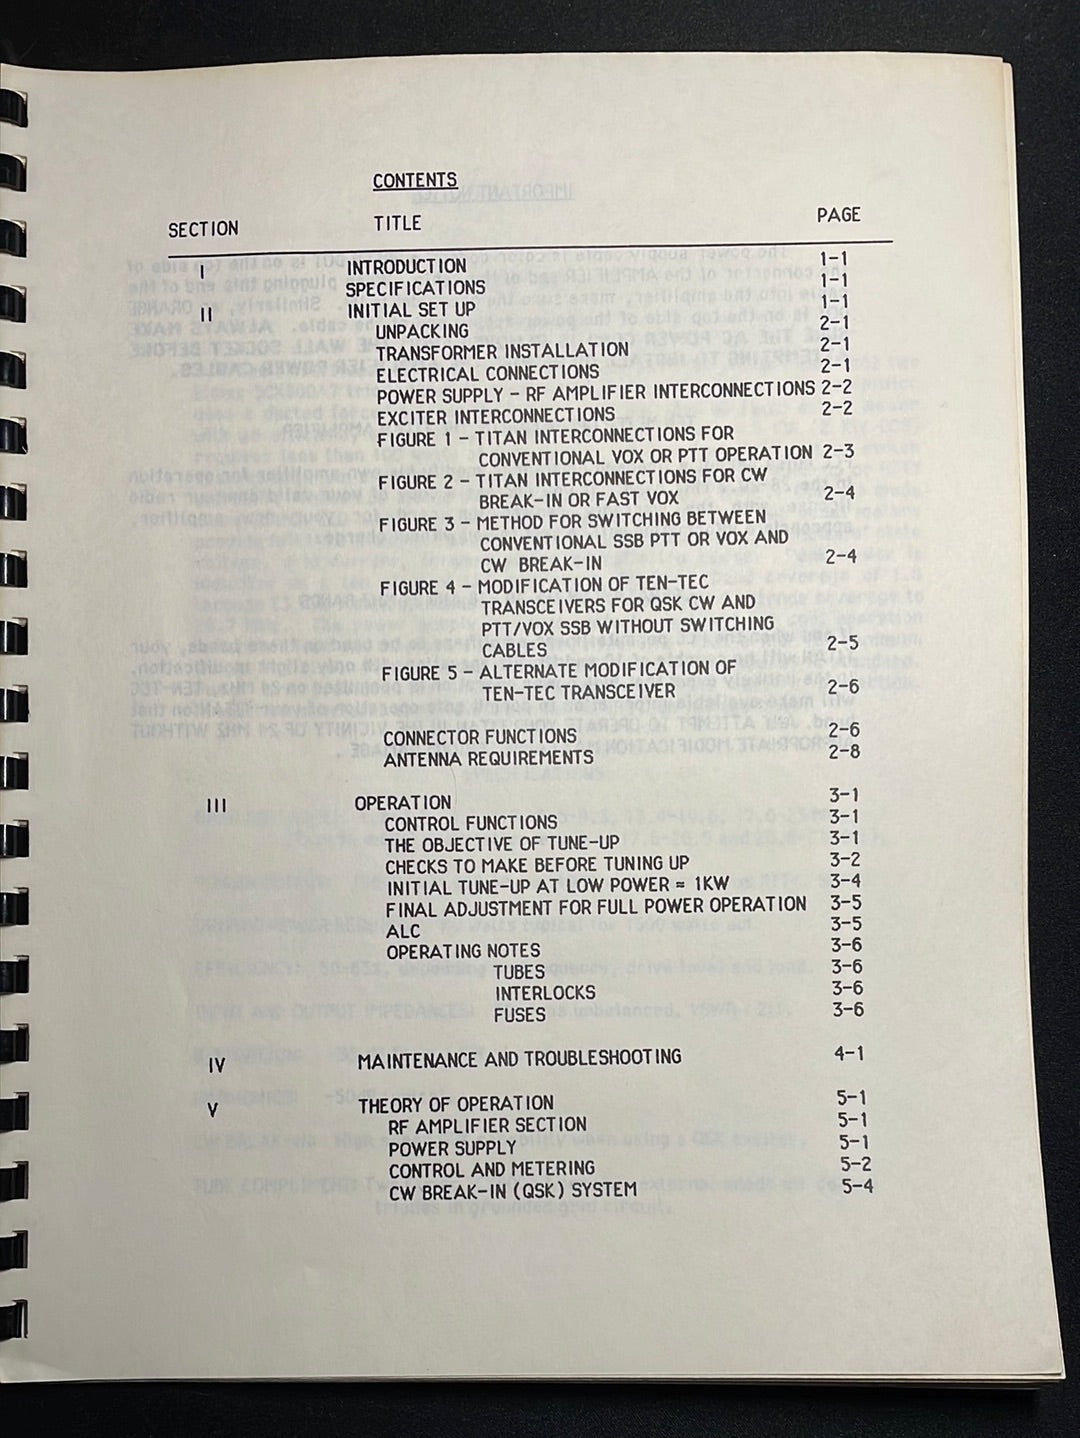 CONTENTS
SECTION TITLE PAGE
I INTRODUCTION 1-1
SPECIFICATIONS 1-1
II INITIAL SET UP 1-1
UNPACKING 2-1
TRANSFORMER INSTALLATION 2-1
ELECTRICAL CONNECTIONS 2-1
POWER SUPPLY - RF AMPLIFIER INTERCONNECTIONS 2-2
EXCITER INTERCONNECTIONS 2-2
FIGURE 1 - TITAN INTERCONNECTIONS FOR
CONVENTIONAL VOX OR PTT OPERATION 2-3
FIGURE 2 - TITAN INTERCONNECTIONS FOR CW
BREAK-IN OR FAST VOX 2-4
FIGURE 3 - METHOD FOR SWITCHING BETWEEN
CONVENTIONAL SSB PTT OR VOX AND
CW BREAK-IN 2-4
FIGURE 4 - MODIFICATION OF TEN-TEC
TRANSCEIVERS FOR QSK CW AND
PTT/VOX SSB WITHOUT SWITCHING
CABLES 2-5
FIGURE 5 - ALTERNATE MODIFICATION OF
TEN-TEC TRANSCEIVER 2-6
CONNECTOR FUNCTIONS 2-6
ANTENNA REQUIREMENTS 2-8
III OPERATION 3-1
CONTROL FUNCTIONS 3-1
THE OBJECTIVE OF TUNE-UP 3-1
CHECKS TO MAKE BEFORE TUNING UP 3-2
INITIAL TUNE-UP AT LOW POWER ≈ 1KW 3-4
FINAL ADJUSTMENT FOR FULL POWER OPERATION 3-5
ALC 3-5
OPERATING NOTES 3-6
TUBES 3-6
INTERLOCKS 3-6
FUSES 3-6
IV MAINTENANCE AND TROUBLESHOOTING 4-1
V THEORY OF OPERATION 5-1
RF AMPLIFIER SECTION 5-1
POWER SUPPLY 5-1
CONTROL AND METERING 5-2
CW BREAK-IN (QSK) SYSTEM 5-4